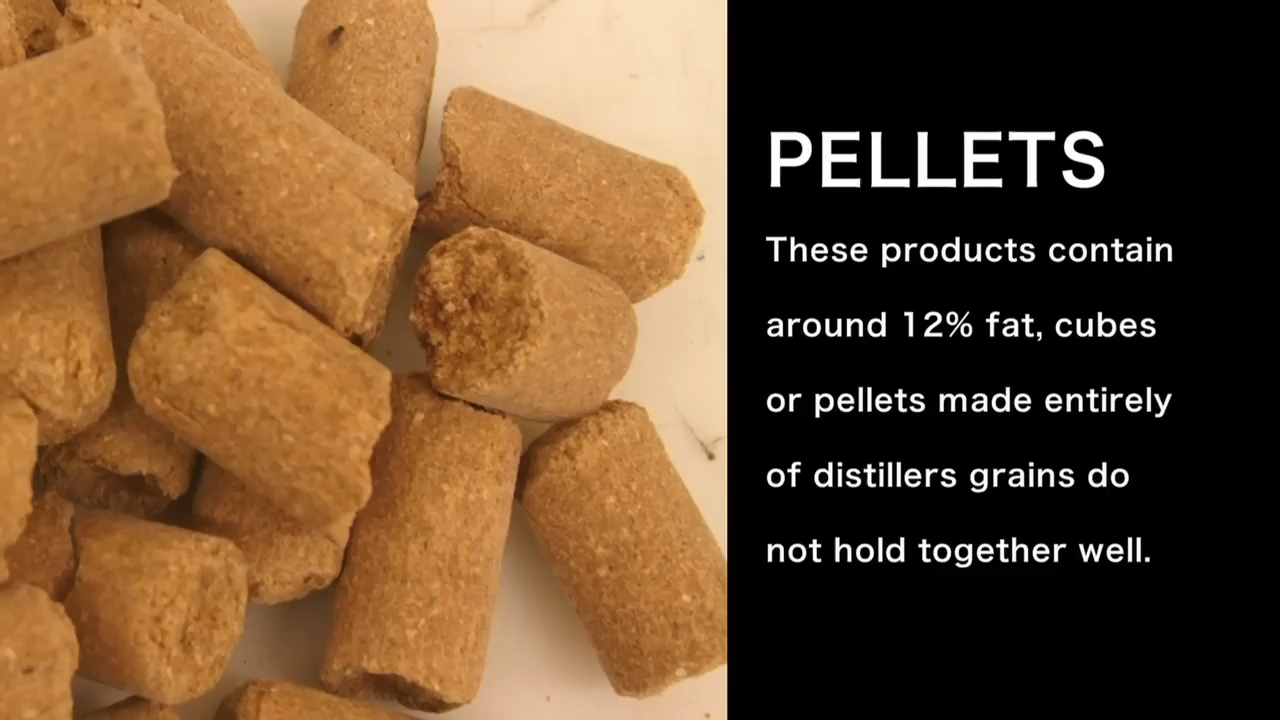 PELLETS
These products contain
around 12% fat, cubes
or pellets made entirely
of distillers grains do
not hold together well.